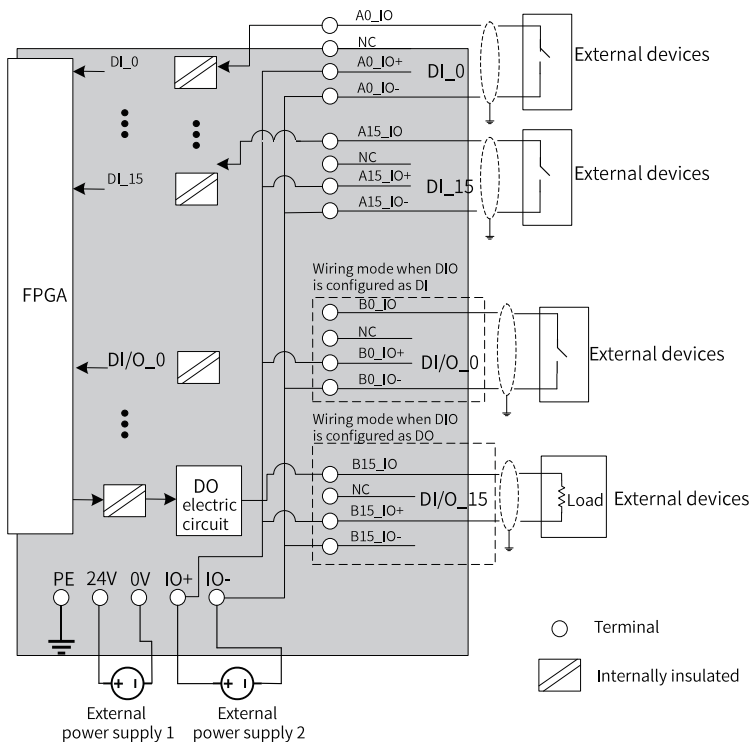 A0_IO
NC
A0_IO+
DI_0
A0_IO-
External devices
DI_0
A15_IO
NC
A15_IO+
DI_15
A15_IO-
External devices
DI_15
FPGA
Wiring mode when DIO
is configured as DI
B0_IO
NC
B0_IO+
DI/O_0
B0_IO-
External devices
DI/O_0
Wiring mode when DIO
is configured as DO
B15_IO
NC
DI/O_15
B15_IO+
B15_IO-
Load
External devices
DO
electric
circuit
PE
24V
0V
IO+
IO-
+
External
power supply 1
+
External
power supply 2
Terminal
Internally insulated